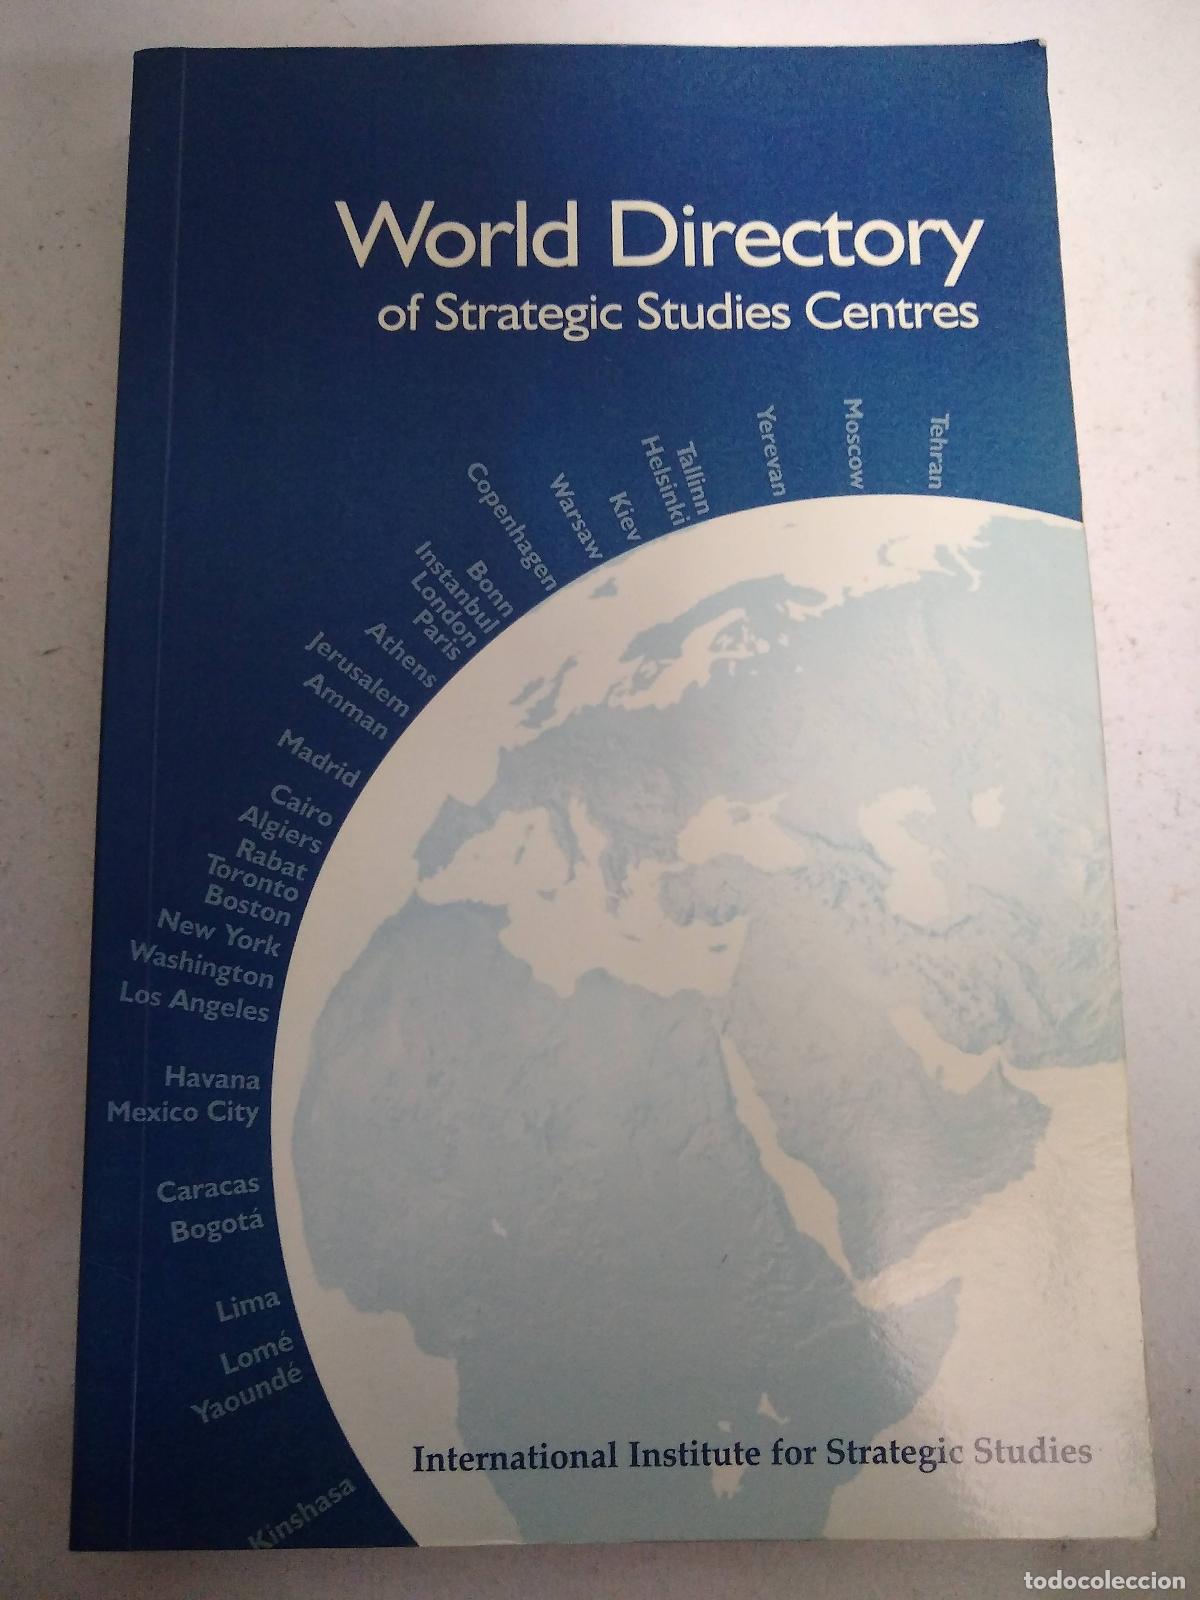 World Directory
of Strategic Studies Centres
Tehran
Moscow
Yerevan
Tallinn
Helsinki
Kiev
Warsaw
Copenhagen
Bonn
Instanbul
London
Paris
Athens
Jerusalem
Amman
Madrid
Cairo
Algiers
Rabat
Toronto
Boston
New York
Washington
Los Angeles
Havana
Mexico City
Caracas
Bogotá
Lima
Lomé
Yaoundé
Kinshasa
International Institute for Strategic Studies
todocoleccion